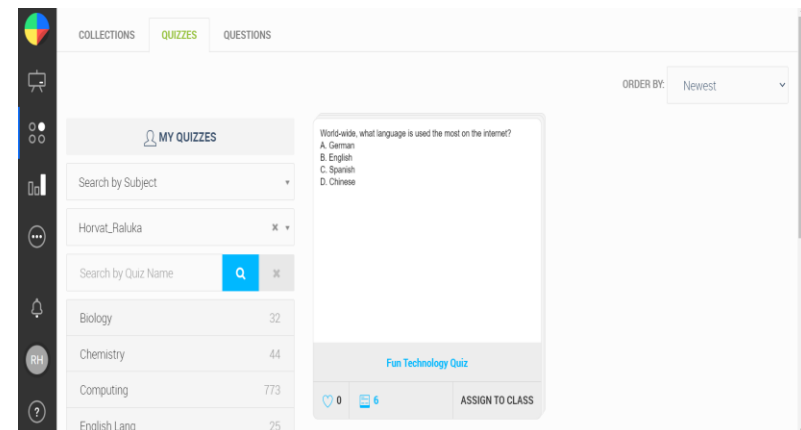 COLLECTIONS QUIZZES QUESTIONS
ORDER BY: Newest
MY QUIZZES
Search by Subject
Horvat_Raluka
Search by Quiz Name
Biology 32
Chemistry 44
Computing 773
English Lang 25
World-wide, what language is used the most on the internet?
A. German
B. English
C. Spanish
D. Chinese
Fun Technology Quiz
0 6 ASSIGN TO CLASS
RH
?